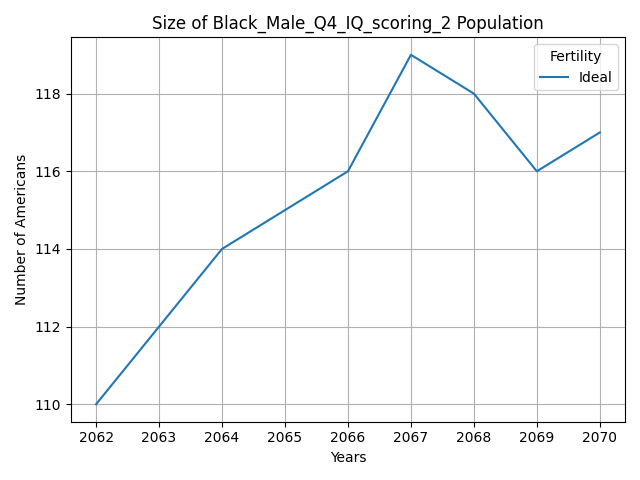 Size of Black_Male_Q4_IQ_scoring_2 Population
Fertility
Ideal
Number of Americans
118
116
114
112
110
2062 2063 2064 2065 2066 2067 2068 2069 2070
Years